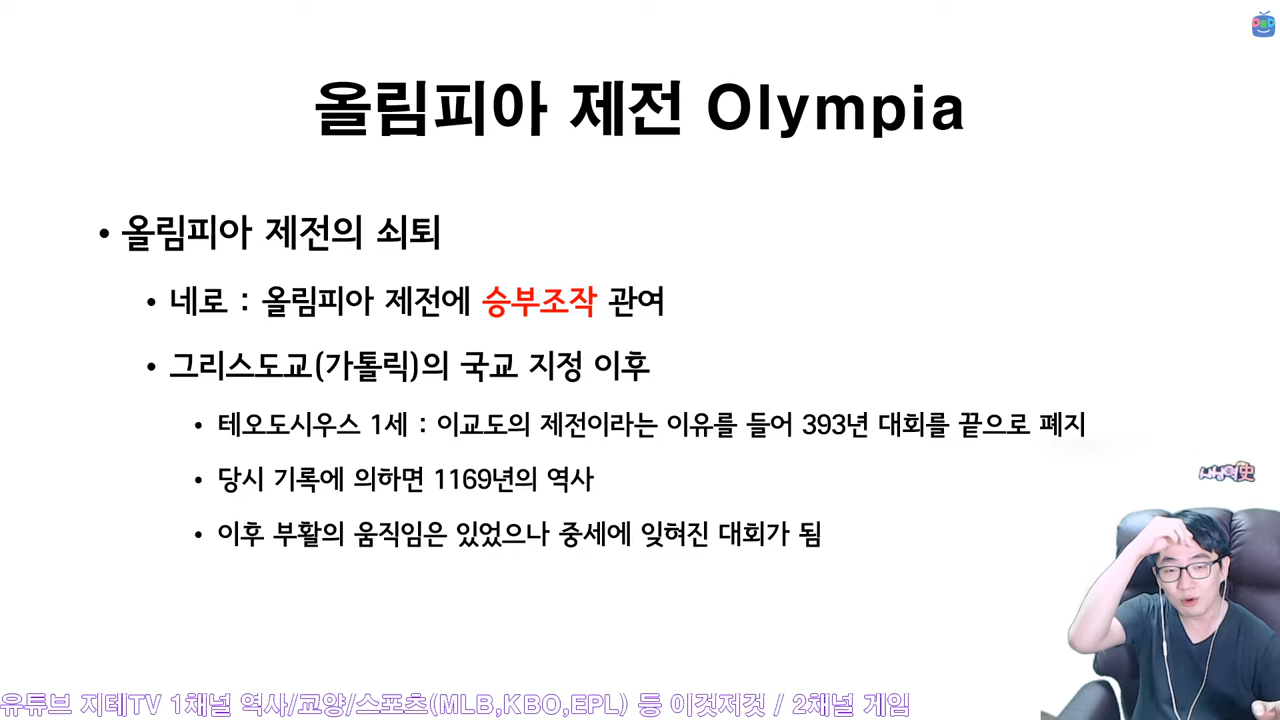 올림피아 제전 Olympia
• 올림피아 제전의 쇠퇴
• 네로 : 올림피아 제전에 승부조작 관여
• 그리스도교(가톨릭)의 국교 지정 이후
• 테오도시우스 1세 : 이교도의 제전이라는 이유를 들어 393년 대회를 끝으로 폐지
• 당시 기록에 의하면 1169년의 역사
• 이후 부활의 움직임은 있었으나 중세에 잊혀진 대회가 됨
유튜브 지테TV 1채널 역사/교양/스포츠(MLB,KBO,EPL) 등 이것저것 / 2채널 게임